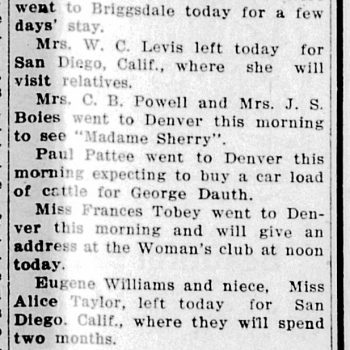 went to Briggsdale today for a few
days' stay.
Mrs. W. C. Levis left today for
San Diego, Calif., where she will
visit relatives.
Mrs. C. B. Powell and Mrs. J. S.
Boies went to Denver this morning
to see "Madame Sherry".
Paul Pattee went to Denver this
morning expecting to buy a car load
of cattle for George Dauth.
Miss Frances Tobey went to Den-
ver this morning and will give an
address at the Woman's club at noon
today.
Eugene Williams and niece, Miss
Alice Taylor, left today for San
Diego. Calif., where they will spend
two months.